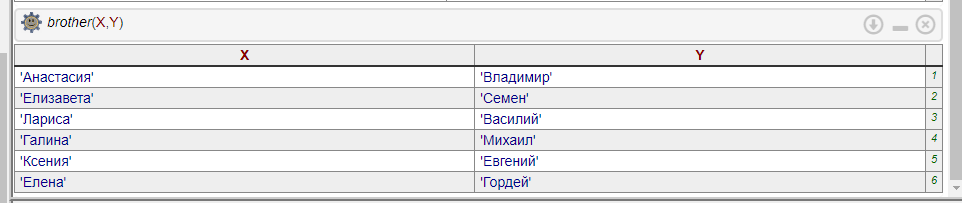 brother(X,Y)
X Y
'Анастасия' 'Владимир' 1
'Елизавета' 'Семен' 2
'Лариса' 'Василий' 3
'Галина' 'Михаил' 4
'Ксения' 'Евгений' 5
'Елена' 'Гордей' 6